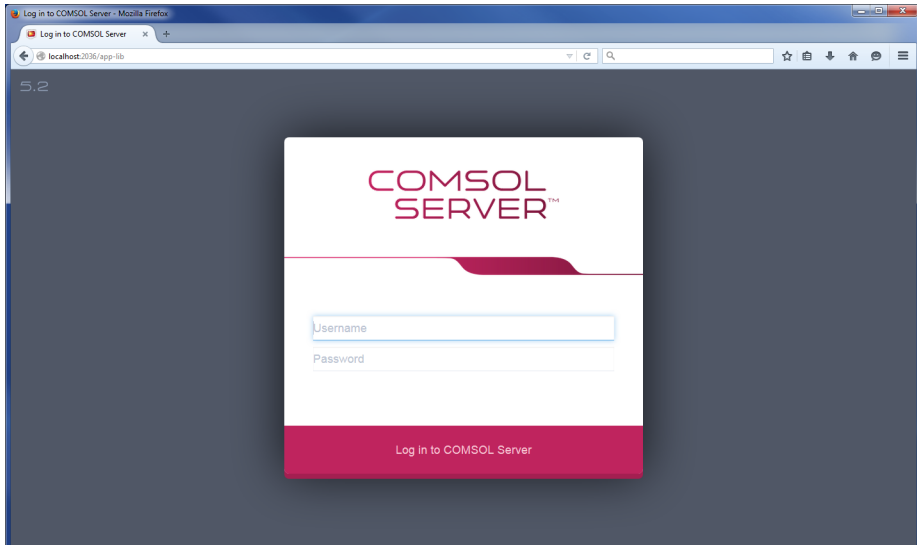 Log in to COMSOL Server - Mozilla Firefox
Log in to COMSOL Server × +
localhost:2036/app-lib
5.2
COMSOL
SERVER™
Username
Password
Log in to COMSOL Server